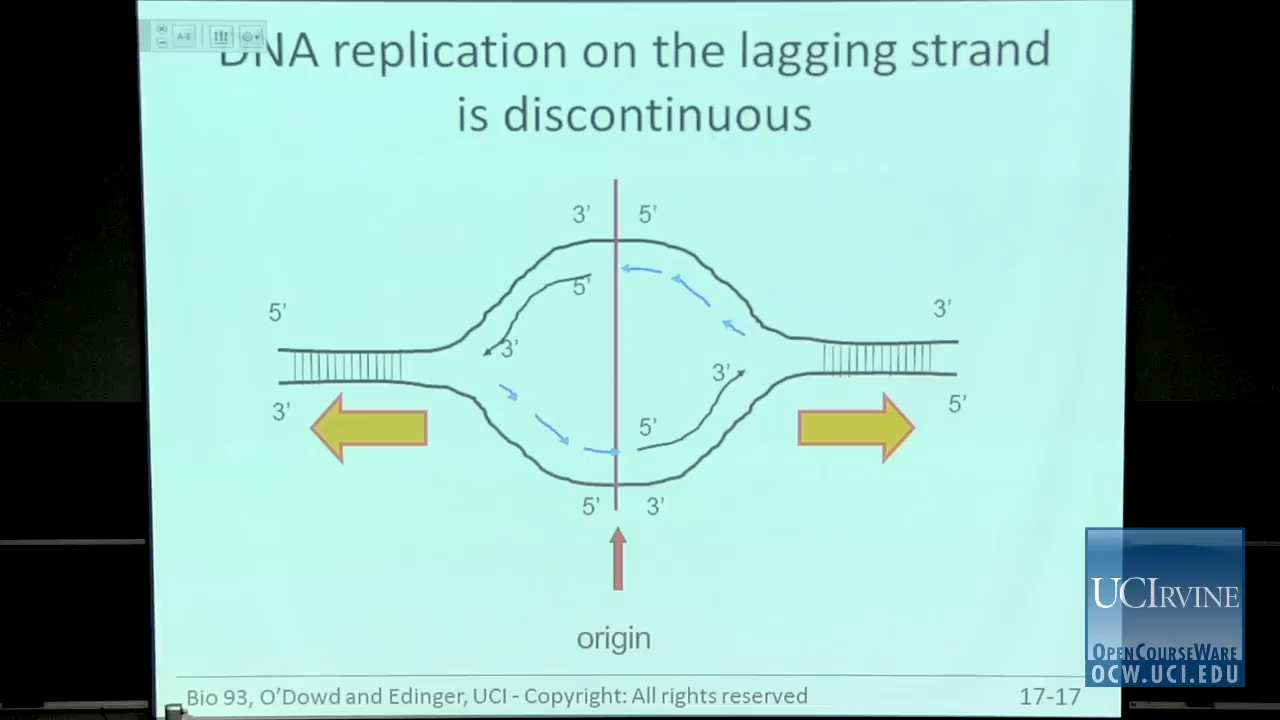 A-E
DNA replication on the lagging strand
is discontinuous
3' 5'
5'
5' 3'
3'
3'
5'
3' 5'
5' 3'
origin
UCIRVINE
OPENCOURSEWARE
OCW.UCI.EDU
Bio 93, O'Dowd and Edinger, UCI - Copyright: All rights reserved 17-17